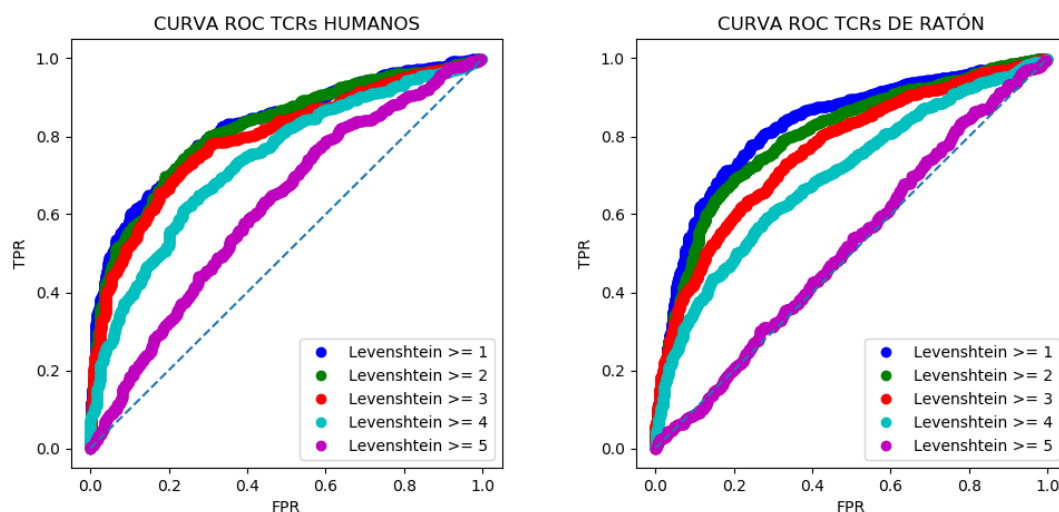 CURVA ROC TCRs HUMANOS
1.0
0.8
0.6
0.4
0.2
0.0
TPR
0.0 0.2 0.4 0.6 0.8 1.0
FPR
Levenshtein >= 1
Levenshtein >= 2
Levenshtein >= 3
Levenshtein >= 4
Levenshtein >= 5
CURVA ROC TCRs DE RATÓN
1.0
0.8
0.6
0.4
0.2
0.0
TPR
0.0 0.2 0.4 0.6 0.8 1.0
FPR
Levenshtein >= 1
Levenshtein >= 2
Levenshtein >= 3
Levenshtein >= 4
Levenshtein >= 5